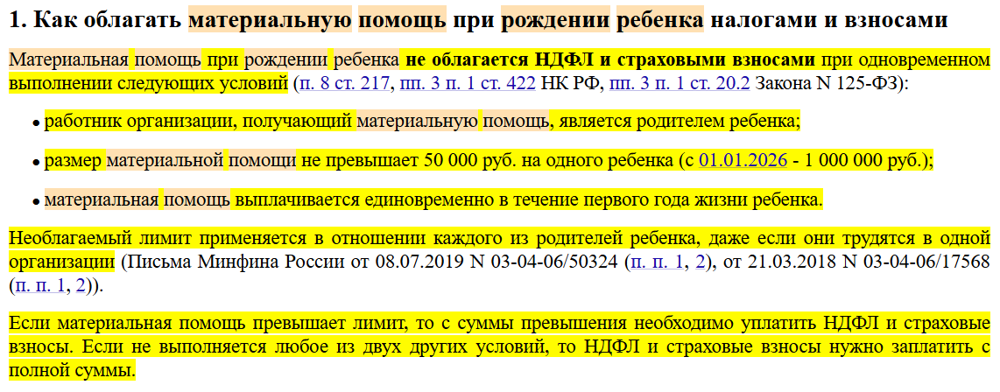 1. Как облагать материальную помощь при рождении ребенка налогами и взносами
Материальная помощь при рождении ребенка не облагается НДФЛ и страховыми взносами при одновременном
выполнении следующих условий (п. 8 ст. 217, пп. 3 п. 1 ст. 422 НК РФ, пп. 3 п. 1 ст. 20.2 Закона N 125-ФЗ):
• работник организации, получающий материальную помощь, является родителем ребенка;
• размер материальной помощи не превышает 50 000 руб. на одного ребенка (с 01.01.2026 - 1 000 000 руб.);
• материальная помощь выплачивается единовременно в течение первого года жизни ребенка.
Необлагаемый лимит применяется в отношении каждого из родителей ребенка, даже если они трудятся в одной
организации (Письма Минфина России от 08.07.2019 N 03-04-06/50324 (п. п. 1, 2), от 21.03.2018 N 03-04-06/17568
(п. п. 1, 2)).
Если материальная помощь превышает лимит, то с суммы превышения необходимо уплатить НДФЛ и страховые
взносы. Если не выполняется любое из двух других условий, то НДФЛ и страховые взносы нужно заплатить с
полной суммы.